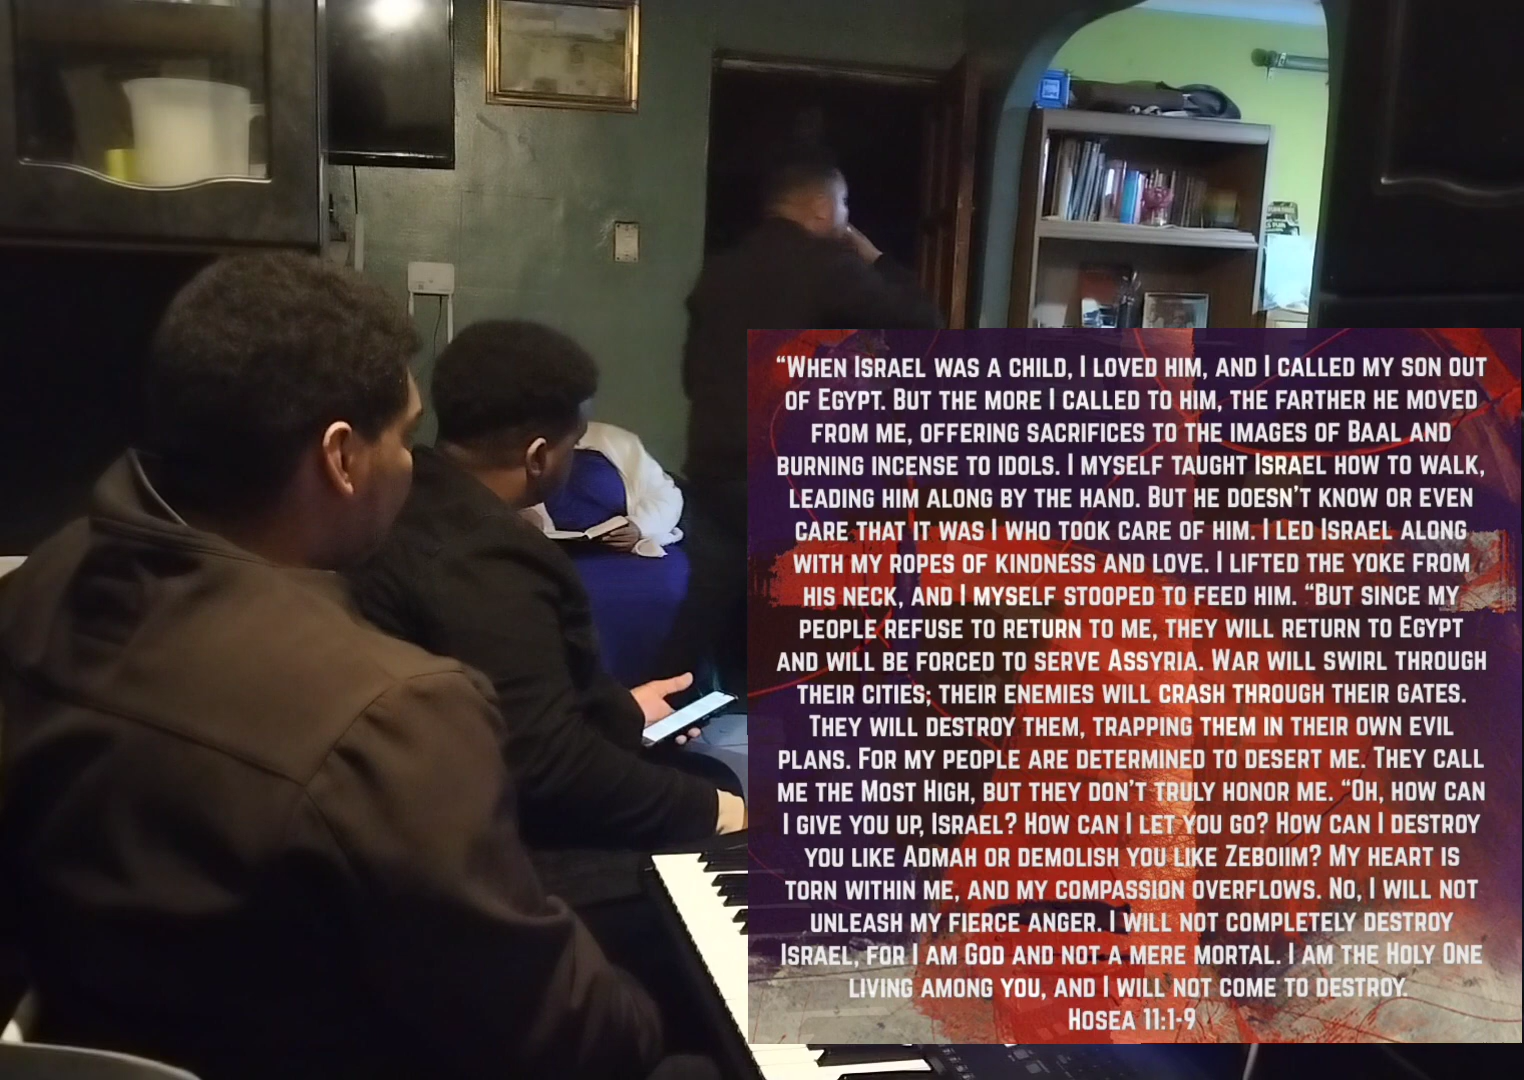 “When Israel was a child, I loved him, and I called my son out
of Egypt. But the more I called to him, the farther he moved
from me, offering sacrifices to the images of Baal and
burning incense to idols. I myself taught Israel how to walk,
leading him along by the hand. But he doesn’t know or even
care that it was I who took care of him. I led Israel along
with my ropes of kindness and love. I lifted the yoke from
his neck, and I myself stooped to feed him. “But since my
people refuse to return to me, they will return to Egypt
and will be forced to serve Assyria. War will swirl through
their cities; their enemies will crash through their gates.
They will destroy them, trapping them in their own evil
plans. For my people are determined to desert me. They call
me the Most High, but they don’t truly honor me. “Oh, how can
I give you up, Israel? How can I let you go? How can I destroy
you like Admah or demolish you like Zeboiim? My heart is
torn within me, and my compassion overflows. No, I will not
unleash my fierce anger. I will not completely destroy
Israel, for I am God and not a mere mortal. I am the Holy One
living among you, and I will not come to destroy.
Hosea 11:1-9